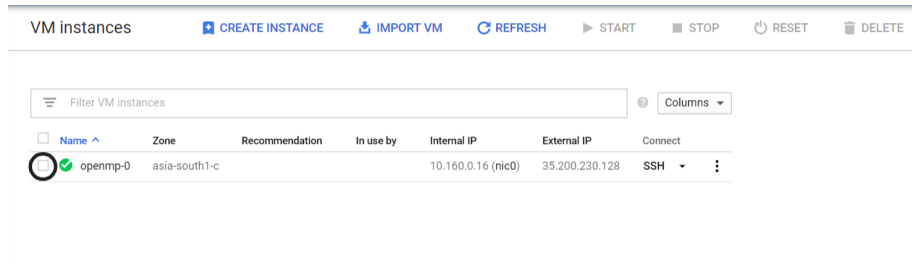 VM instances CREATE INSTANCE IMPORT VM REFRESH START STOP RESET DELETE
Filter VM instances Columns
Name Zone Recommendation In use by Internal IP External IP Connect
openmp-0 asia-south1-c 10.160.0.16 (nic0) 35.200.230.128 SSH